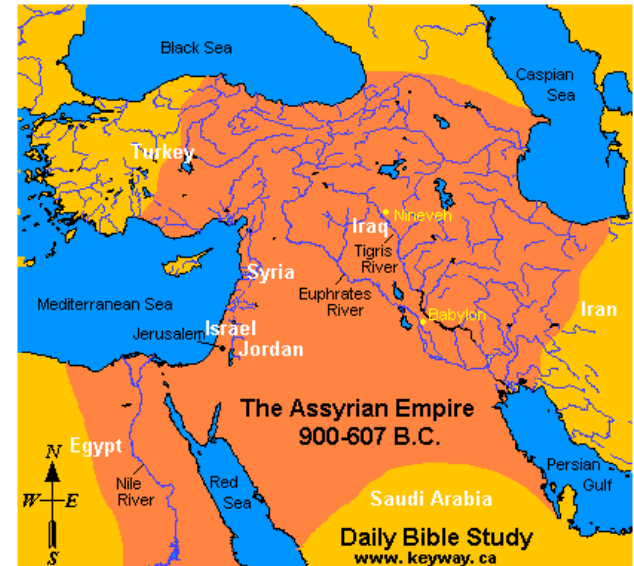 Black Sea
Caspian
Sea
Turkey
Nineveh
Iraq
Tigris
River
Syria
Euphrates
River
Mediterranean Sea
Iran
Babylon
Israel
Jerusalem
Jordan
The Assyrian Empire
900-607 B.C.
Egypt
N
W E
S
Nile
River
Red
Sea
Persian
Gulf
Saudi Arabia
Daily Bible Study
www.keyway.ca